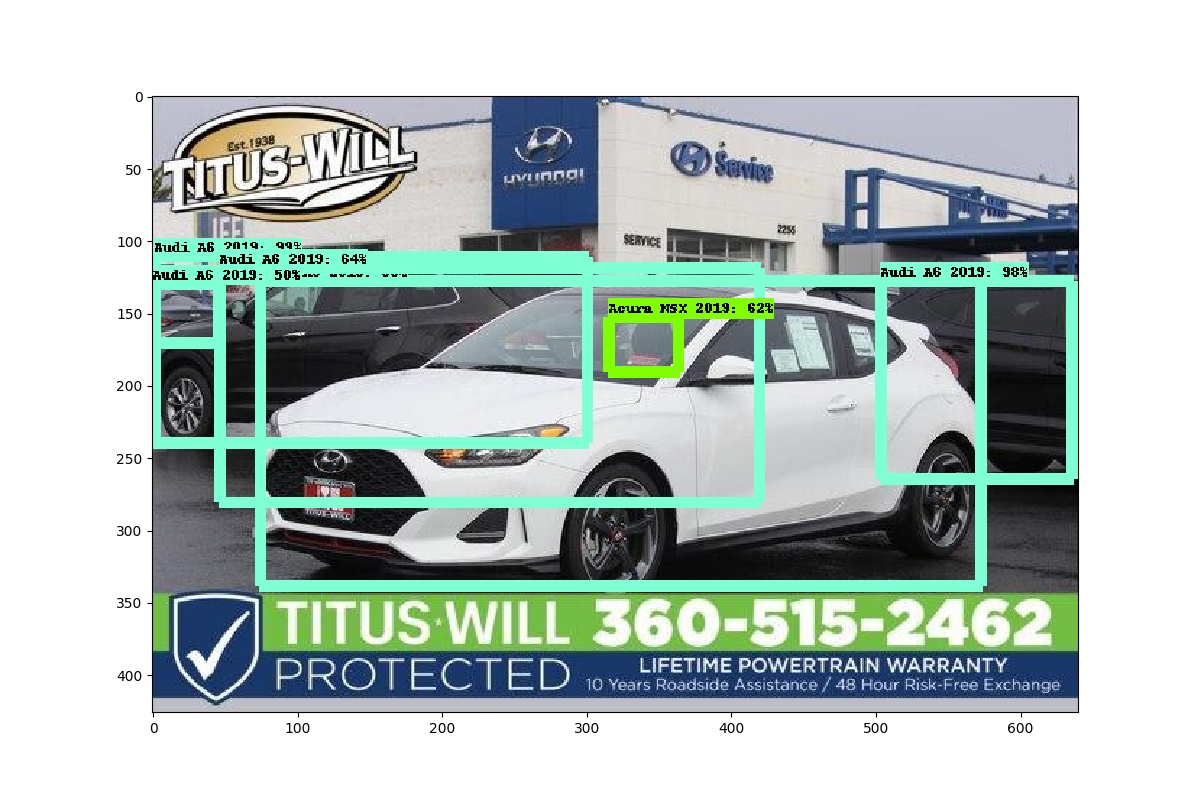 Est.1938
TITUS-WILL
HYUNDAI
Service
SERVICE
2255
Audi A6 2019: 99%
Audi A6 2019: 64%
Audi A6 2019: 50%
Audi A6 2019: 98%
Acura NSX 2019: 62%
TITUS-WILL
TITUS★WILL 360-515-2462
PROTECTED
LIFETIME POWERTRAIN WARRANTY
10 Years Roadside Assistance / 48 Hour Risk-Free Exchange
0
50
100
150
200
250
300
350
400
0 100 200 300 400 500 600